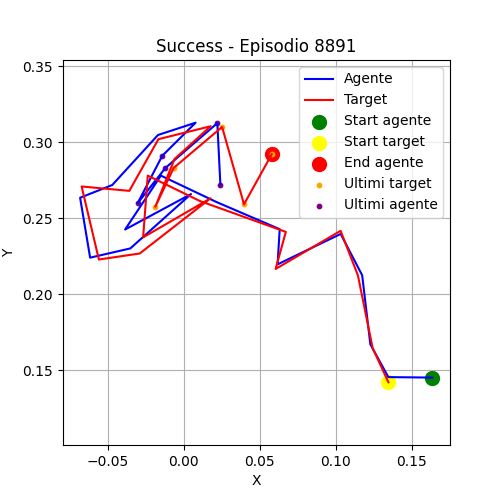 Success - Episodio 8891
0.35
0.30
0.25
0.20
0.15
Y
−0.05
0.00
0.05
0.10
0.15
X
Agente
Target
Start agente
Start target
End agente
Ultimi target
Ultimi agente